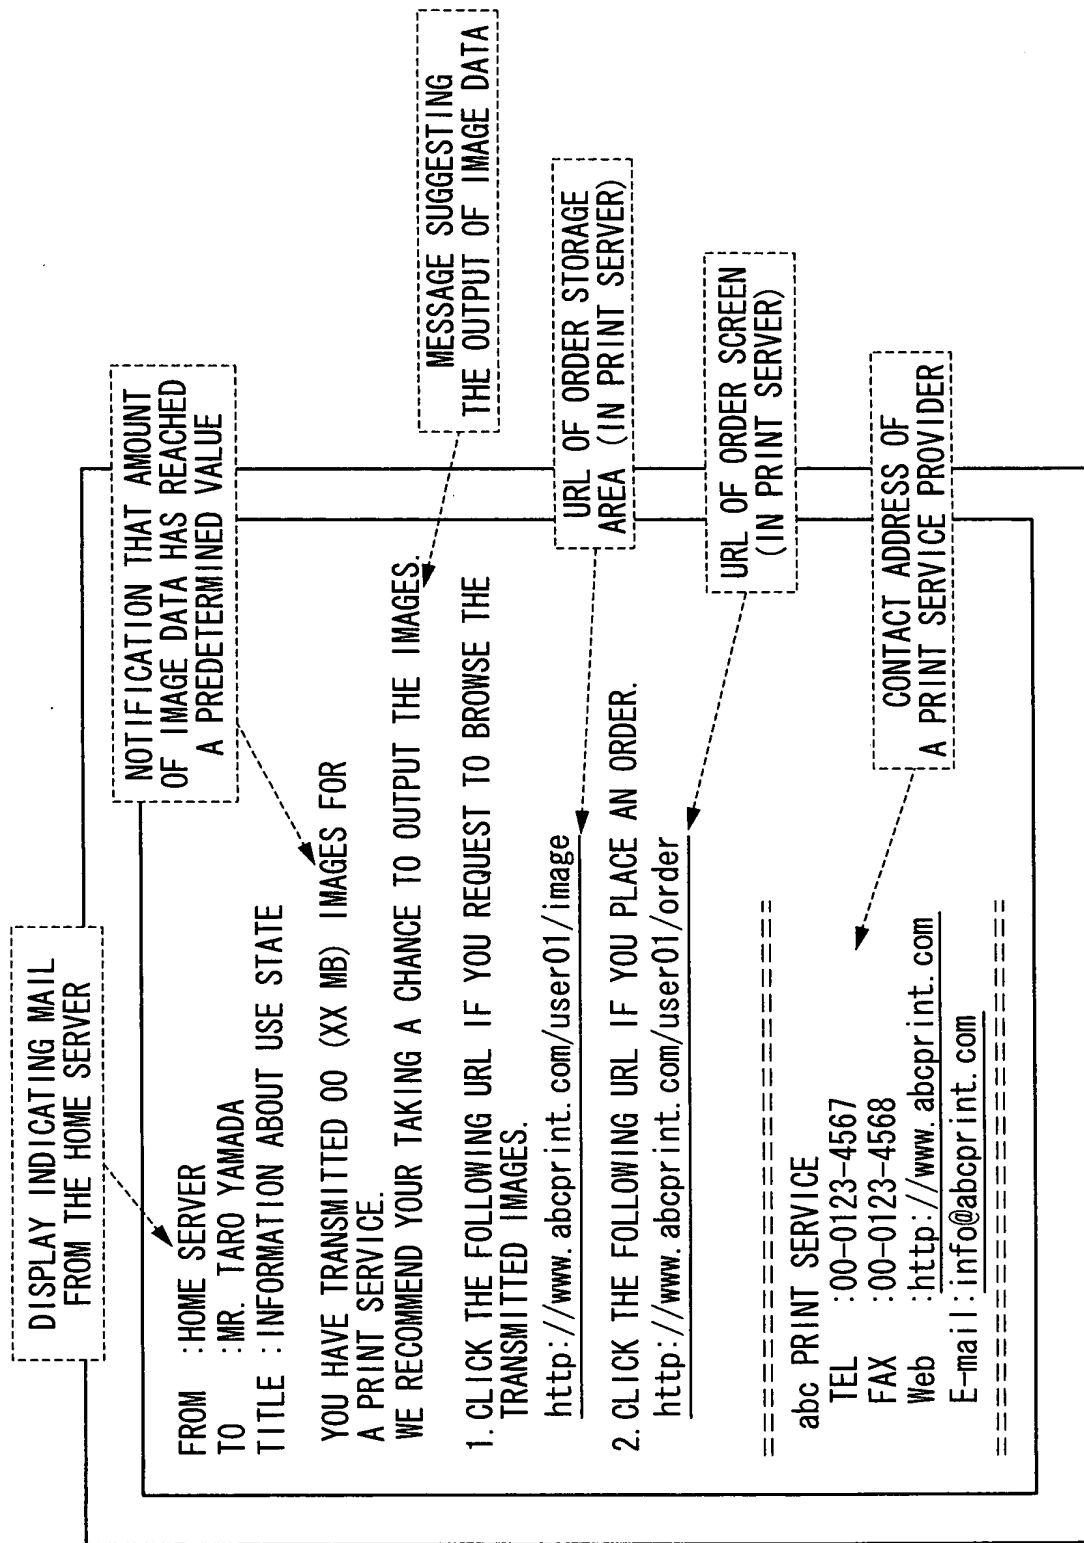 DISPLAY INDICATING MAIL
FROM THE HOME SERVER
NOTIFICATION THAT AMOUNT
OF IMAGE DATA HAS REACHED
A PREDETERMINED VALUE
MESSAGE SUGGESTING
THE OUTPUT OF IMAGE DATA
URL OF ORDER STORAGE
AREA (IN PRINT SERVER)
URL OF ORDER SCREEN
(IN PRINT SERVER)
CONTACT ADDRESS OF
A PRINT SERVICE PROVIDER
FROM :HOME SERVER
TO :MR. TARO YAMADA
TITLE :INFORMATION ABOUT USE STATE
YOU HAVE TRANSMITTED OO (XX MB) IMAGES FOR
A PRINT SERVICE.
WE RECOMMEND YOUR TAKING A CHANCE TO OUTPUT THE IMAGES.
1. CLICK THE FOLLOWING URL IF YOU REQUEST TO BROWSE THE
TRANSMITTED IMAGES.
http://www.abcprint.com/user01/image
2. CLICK THE FOLLOWING URL IF YOU PLACE AN ORDER.
http://www.abcprint.com/user01/order
abc PRINT SERVICE
TEL :00-0123-4567
FAX :00-0123-4568
Web :http://www.abcprint.com
E-mail:info@abcprint.com